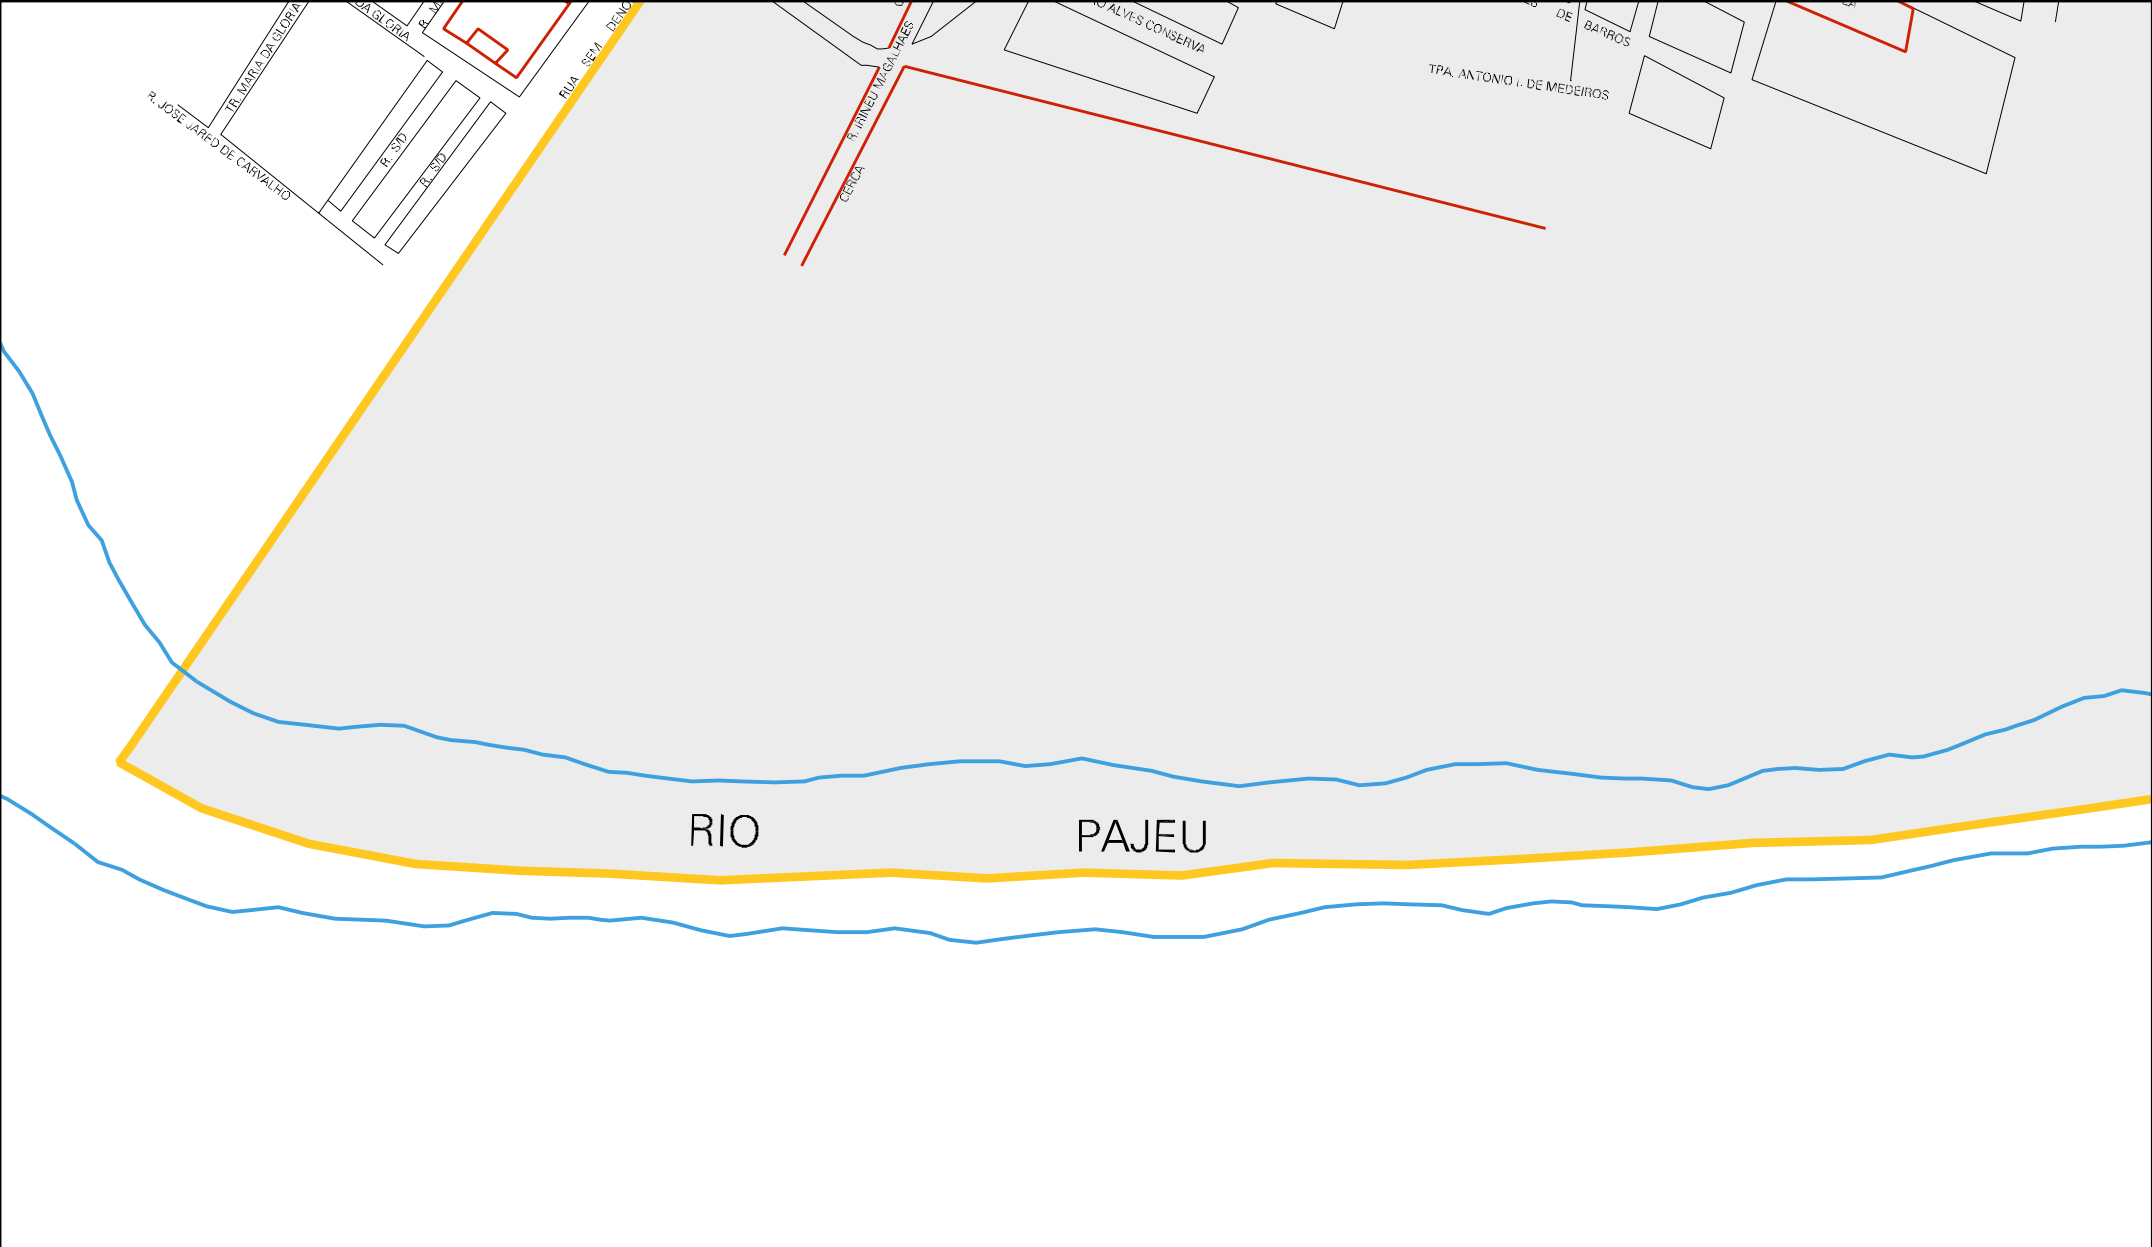 DA GLORIA
TR. MARIA DA GLORIA
R. JOSE JARED DE CARVALHO
R. S/D
R. S/D
RUA SEM
R. IRINEU MAGALHAES
CERCA
ALVES CONSERVA
DE BARROS
TPA. ANTONIO I. DE MEDEIROS
RIO PAJEU